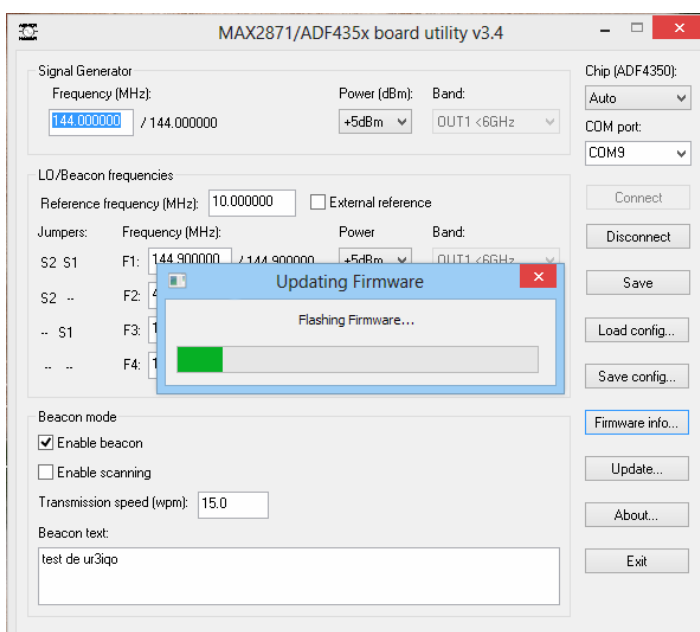 MAX2871/ADF435x board utility v3.4
Signal Generator
Frequency (MHz): Power (dBm): Band:
144.000000 / 144.000000 +5dBm OUT1 <6GHz
Chip (ADF4350):
Auto
COM port:
COM9
LO/Beacon frequencies
Reference frequency (MHz): 10.000000 External reference
Jumpers: Frequency (MHz): Power Band:
S2 S1 F1: 144.900000 / 144.900000 +5dBm OUT1 <6GHz
S2 -- F2: 4
-- S1 F3: 1
-- -- F4: 1
Updating Firmware
Flashing Firmware...
Connect
Disconnect
Save
Load config...
Save config...
Firmware info...
Update...
About...
Exit
Beacon mode
Enable beacon
Enable scanning
Transmission speed (wpm): 15.0
Beacon text:
test de ur3iqo